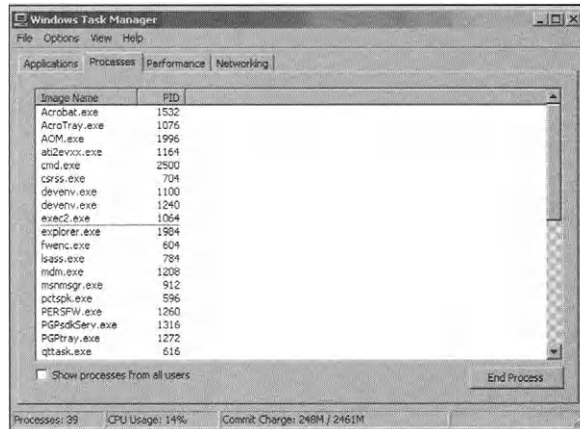 Windows Task Manager
File Options View Help
Applications Processes Performance Networking
Image Name PID
Acrobat.exe 1532
AcroTray.exe 1076
AOM.exe 1996
ati2evxx.exe 1164
cmd.exe 2500
csrss.exe 704
devenv.exe 1100
devenv.exe 1240
exec2.exe 1064
explorer.exe 1984
fwenc.exe 604
lsass.exe 784
mdm.exe 1208
msnmsgr.exe 912
pctspk.exe 596
PERSFW.exe 1260
PGPsdkServ.exe 1316
PGPtray.exe 1272
qttask.exe 616
Show processes from all users
End Process
Processes: 39 CPU Usage: 14% Commit Charge: 248M / 2461M